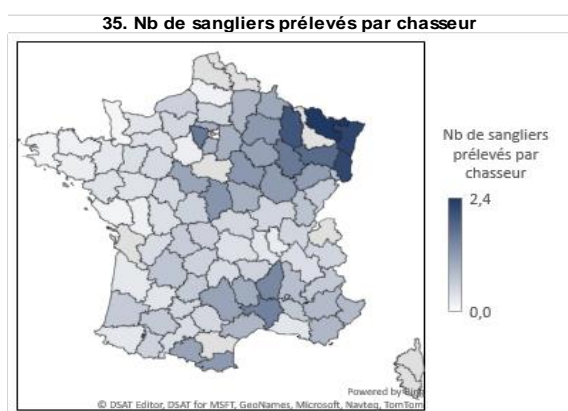 35. Nb de sangliers prélevés par chasseur
Nb de sangliers
prélevés par
chasseur
2,4
0,0
Powered by Bing
© DSAT Editor, DSAT for MSFT, GeoNames, Microsoft, Navteq, TomTom